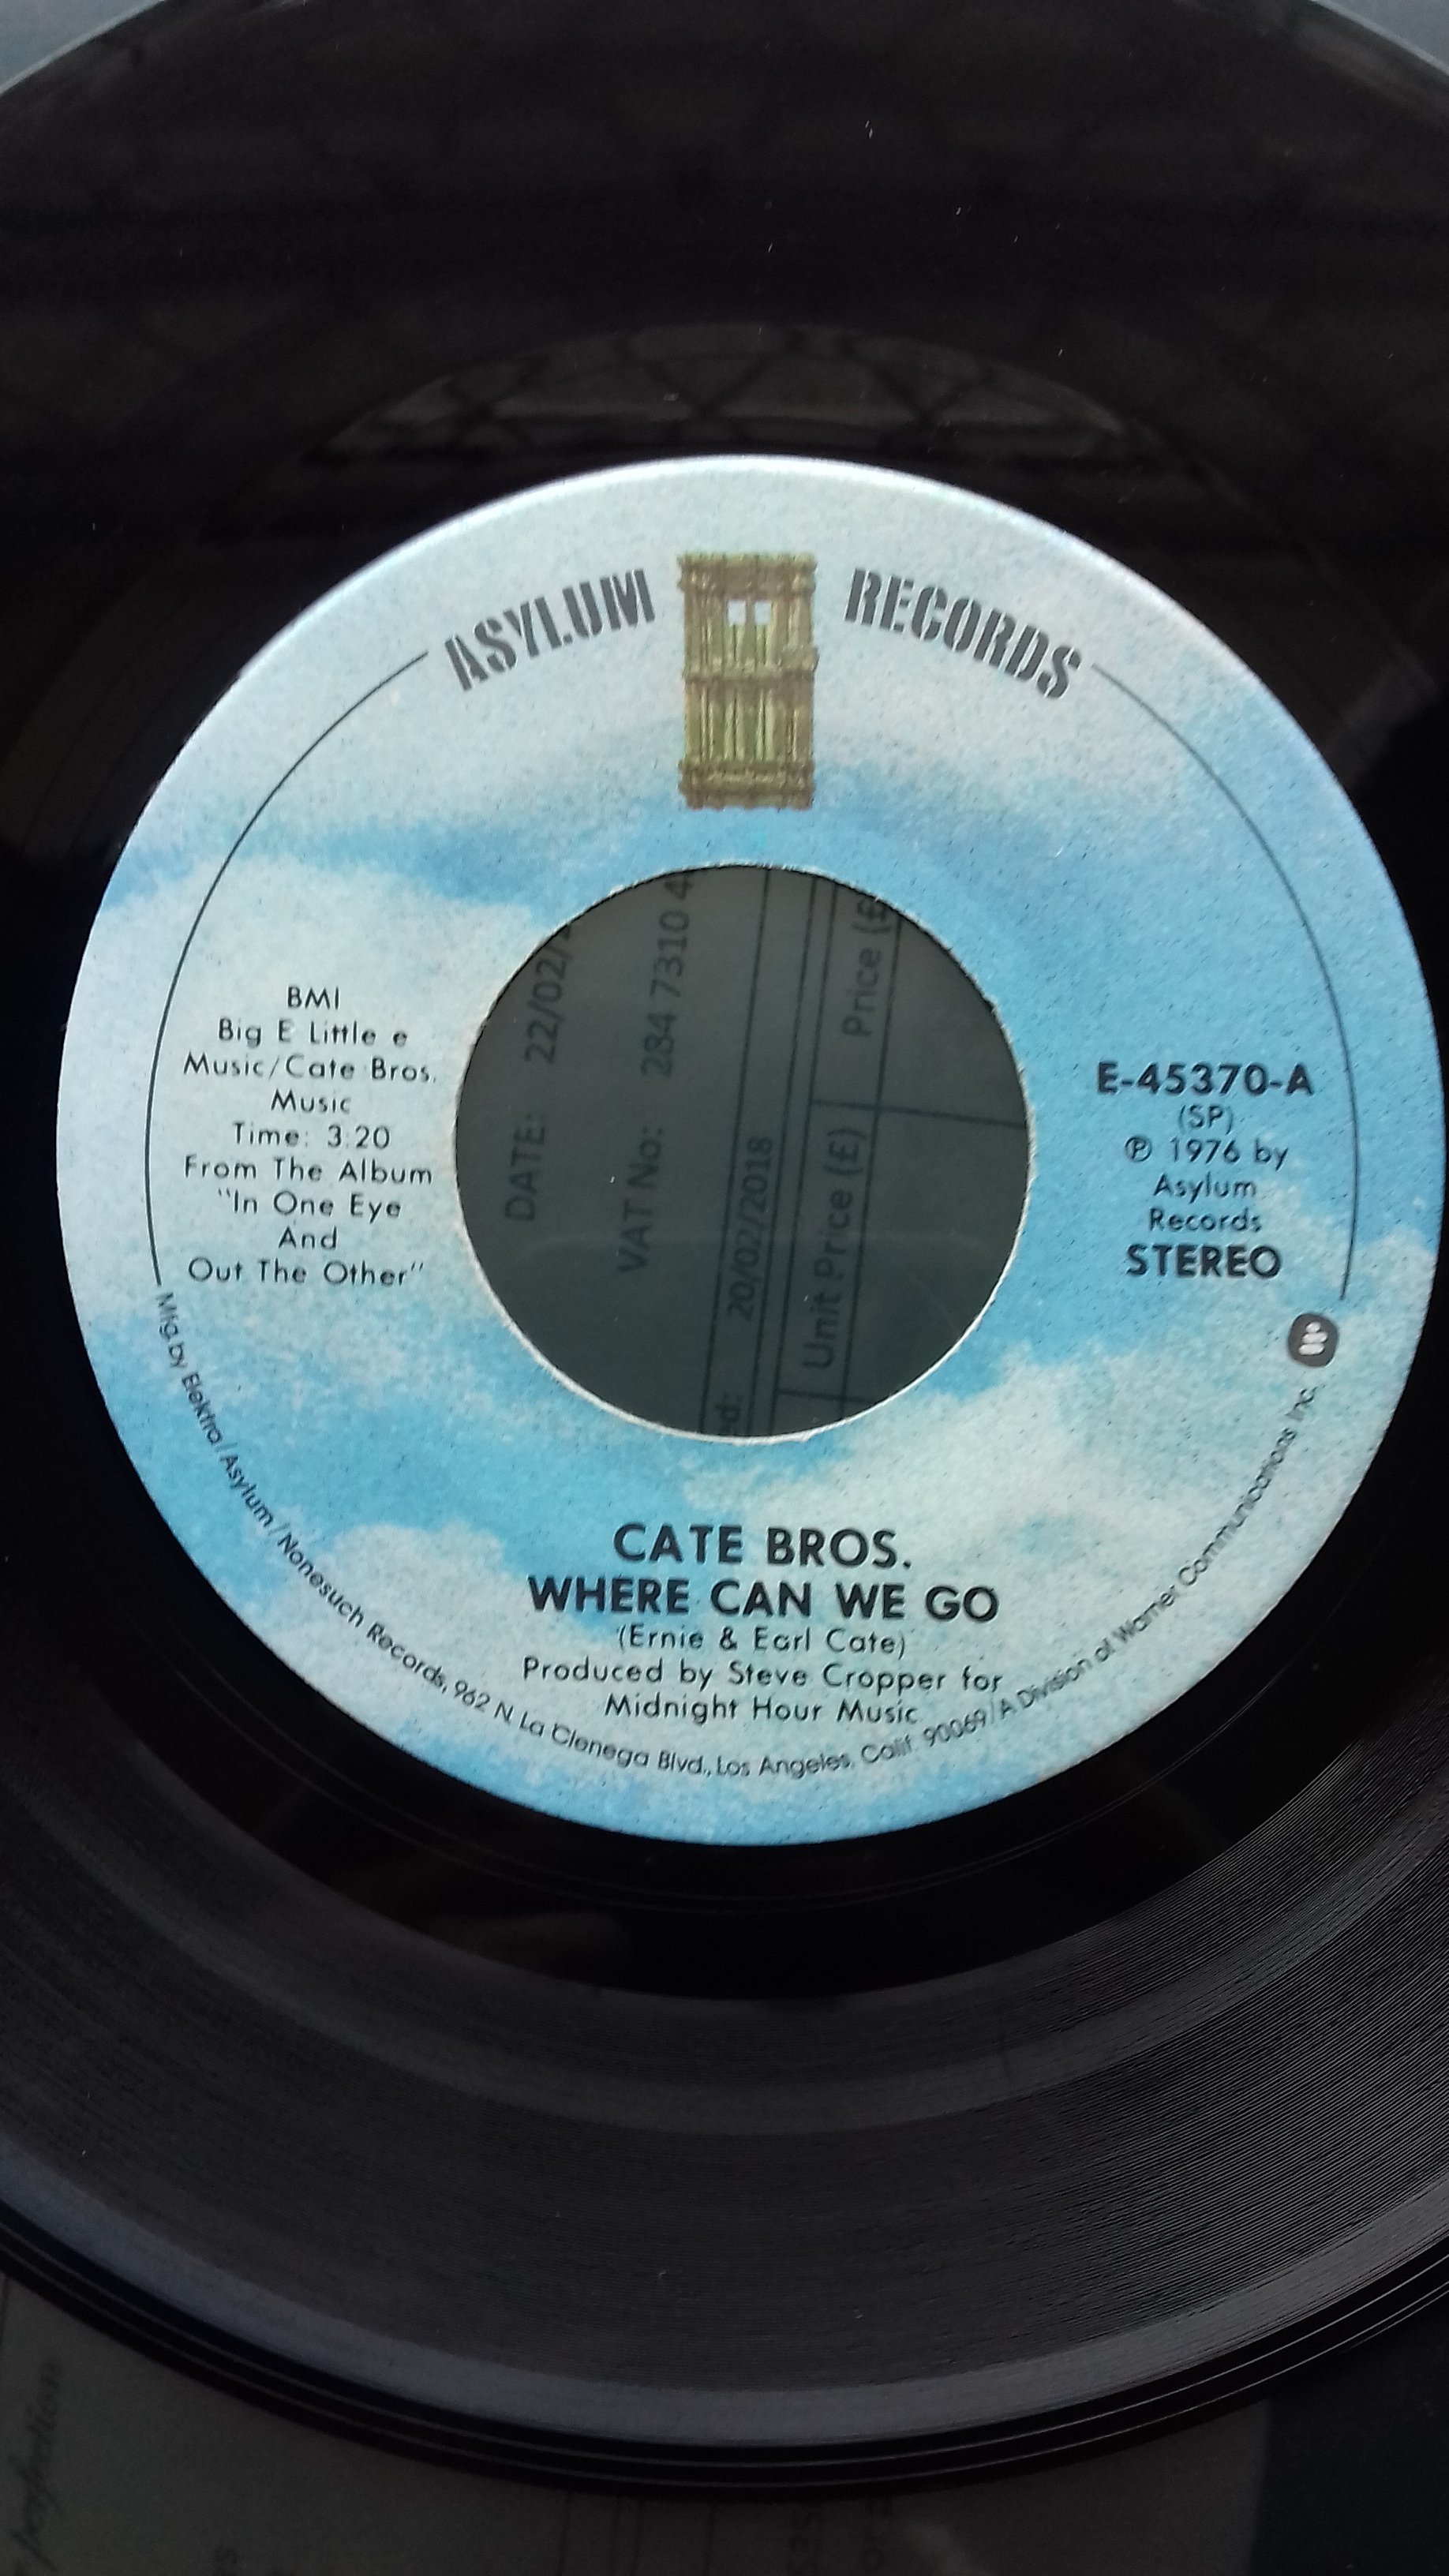 ASYLUM RECORDS
BMI
Big E Little e
Music/Cate Bros.
Music
Time: 3:20
From The Album
"In One Eye
And
Out The Other"
E-45370-A
(SP)
℗ 1976 by
Asylum
Records
STEREO
CATE BROS.
WHERE CAN WE GO
(Ernie & Earl Cate)
Produced by Steve Cropper for
Midnight Hour Music
Mfg. by Elektra/Asylum/Nonesuch Records, 962 N. La Cienega Blvd., Los Angeles, Calif. 90069/A Division of Warner Communications Inc.
DATE: 22/02/
VAT No: 284 7310 4
20/02/2018
Unit Price (£) Price (£
perfection